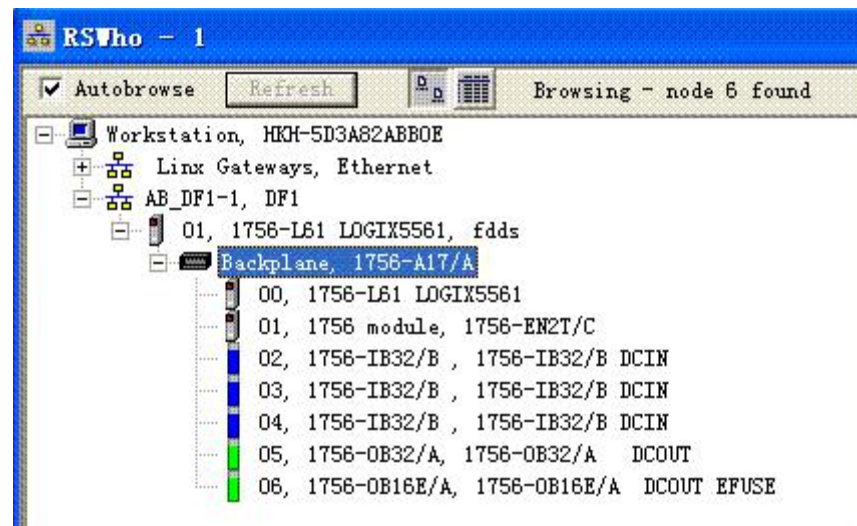 RSWho - 1
Autobrowse Refresh Browsing - node 6 found
Workstation, HKH-5D3A82ABB0E
Linx Gateways, Ethernet
AB_DF1-1, DF1
01, 1756-L61 LOGIX5561, fdds
Backplane, 1756-A17/A
00, 1756-L61 LOGIX5561
01, 1756 module, 1756-EN2T/C
02, 1756-IB32/B , 1756-IB32/B DCIN
03, 1756-IB32/B , 1756-IB32/B DCIN
04, 1756-IB32/B , 1756-IB32/B DCIN
05, 1756-OB32/A, 1756-OB32/A DCOUT
06, 1756-OB16E/A, 1756-OB16E/A DCOUT EFUSE